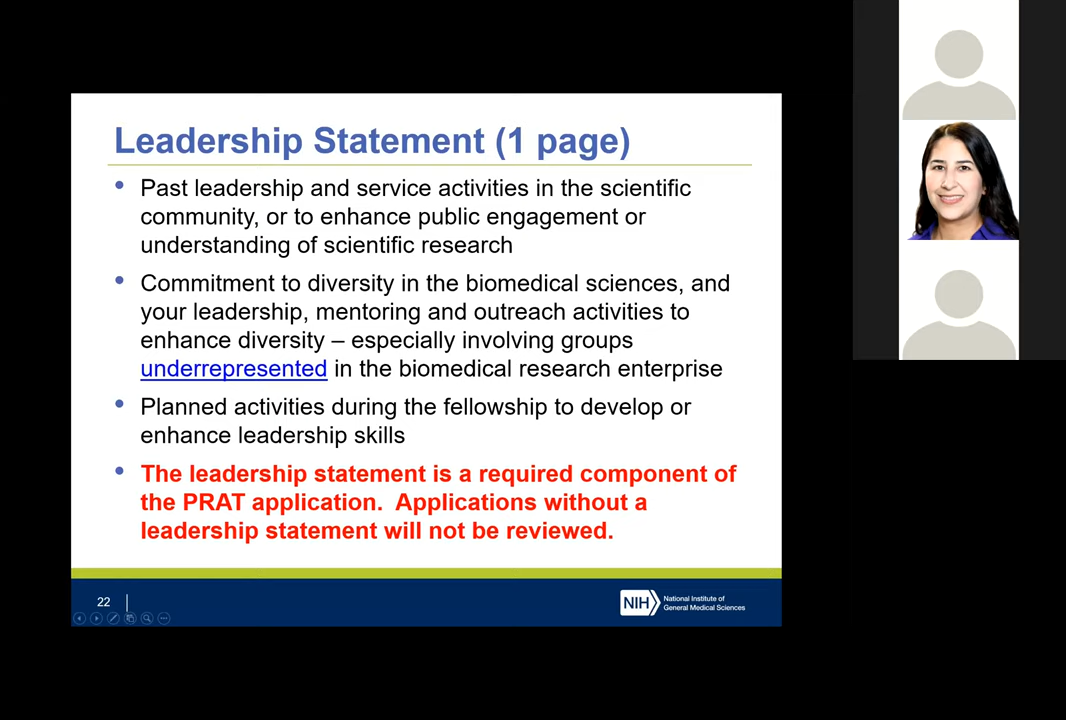 Leadership Statement (1 page)
Past leadership and service activities in the scientific
community, or to enhance public engagement or
understanding of scientific research
Commitment to diversity in the biomedical sciences, and
your leadership, mentoring and outreach activities to
enhance diversity – especially involving groups
underrepresented in the biomedical research enterprise
Planned activities during the fellowship to develop or
enhance leadership skills
The leadership statement is a required component of
the PRAT application.  Applications without a
leadership statement will not be reviewed.
22
NIH
National Institute of
General Medical Sciences